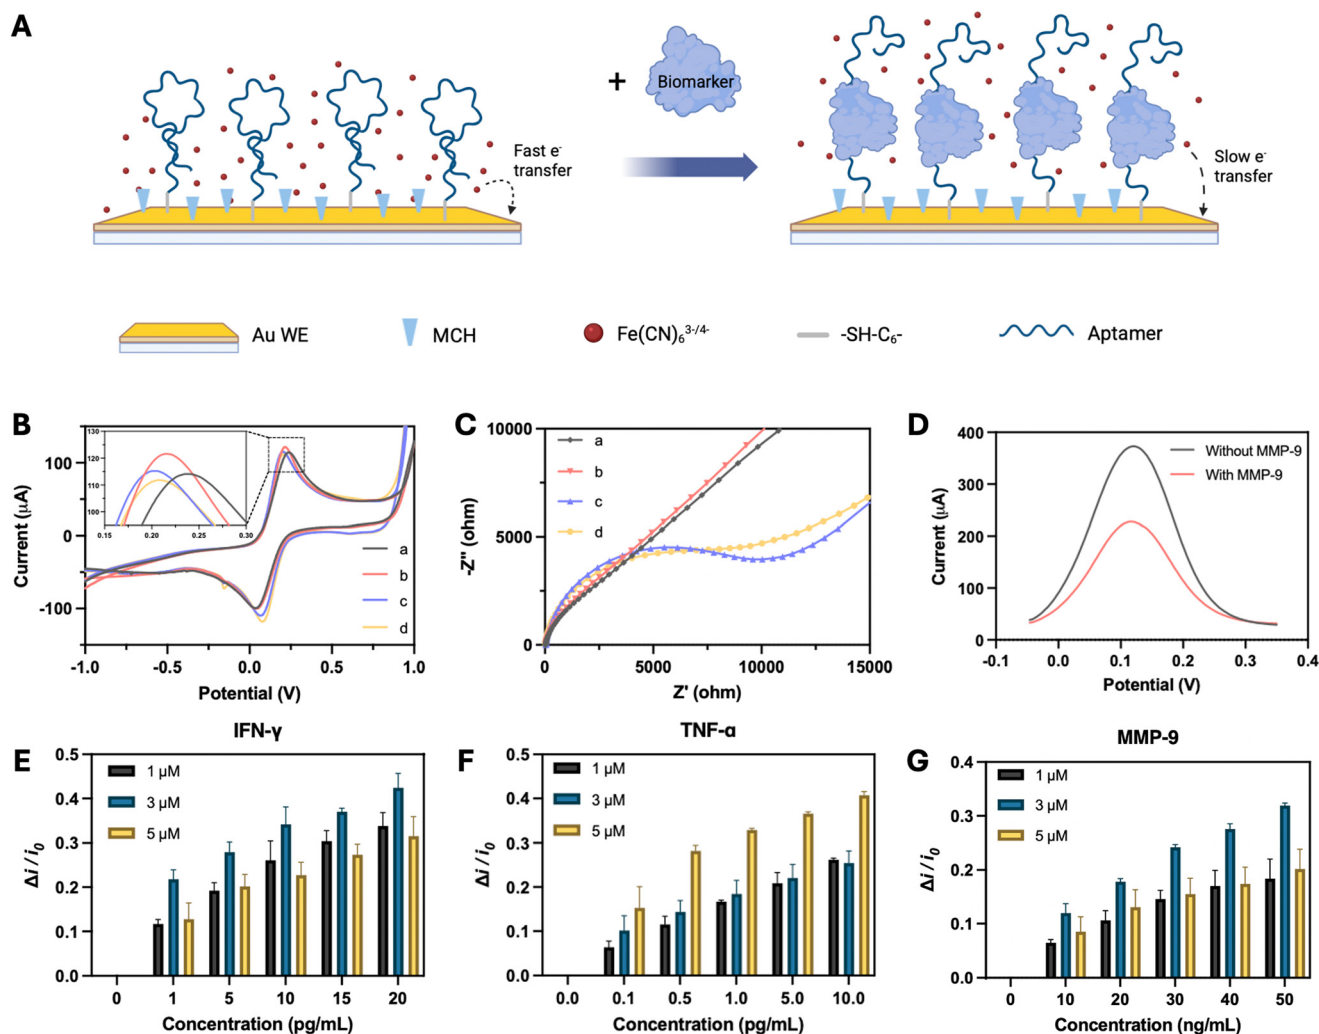 A
+
Biomarker
Fast e-
transfer
Slow e-
transfer
Au WE
MCH
Fe(CN)₆³⁻/⁴⁻
-SH-C₆-
Aptamer
B
Current (µA)
100
0
-100
130
125
120
115
110
105
100
0.15
0.20
0.25
0.30
a
b
c
d
-1.0
-0.5
0.0
0.5
1.0
Potential (V)
C
-Z'' (ohm)
10000
5000
0
a
b
c
d
0
5000
10000
15000
Z' (ohm)
D
Current (µA)
400
300
200
100
0
Without MMP-9
With MMP-9
-0.1
0.0
0.1
0.2
0.3
0.4
Potential (V)
E
IFN-γ
Δi / i₀
0.5
0.4
0.3
0.2
0.1
0.0
1 µM
3 µM
5 µM
0
1
5
10
15
20
Concentration (pg/mL)
F
TNF-α
Δi / i₀
0.5
0.4
0.3
0.2
0.1
0.0
1 µM
3 µM
5 µM
0.0
0.1
0.5
1.0
5.0
10.0
Concentration (pg/mL)
G
MMP-9
Δi / i₀
0.4
0.3
0.2
0.1
0.0
1 µM
3 µM
5 µM
0
10
20
30
40
50
Concentration (ng/mL)